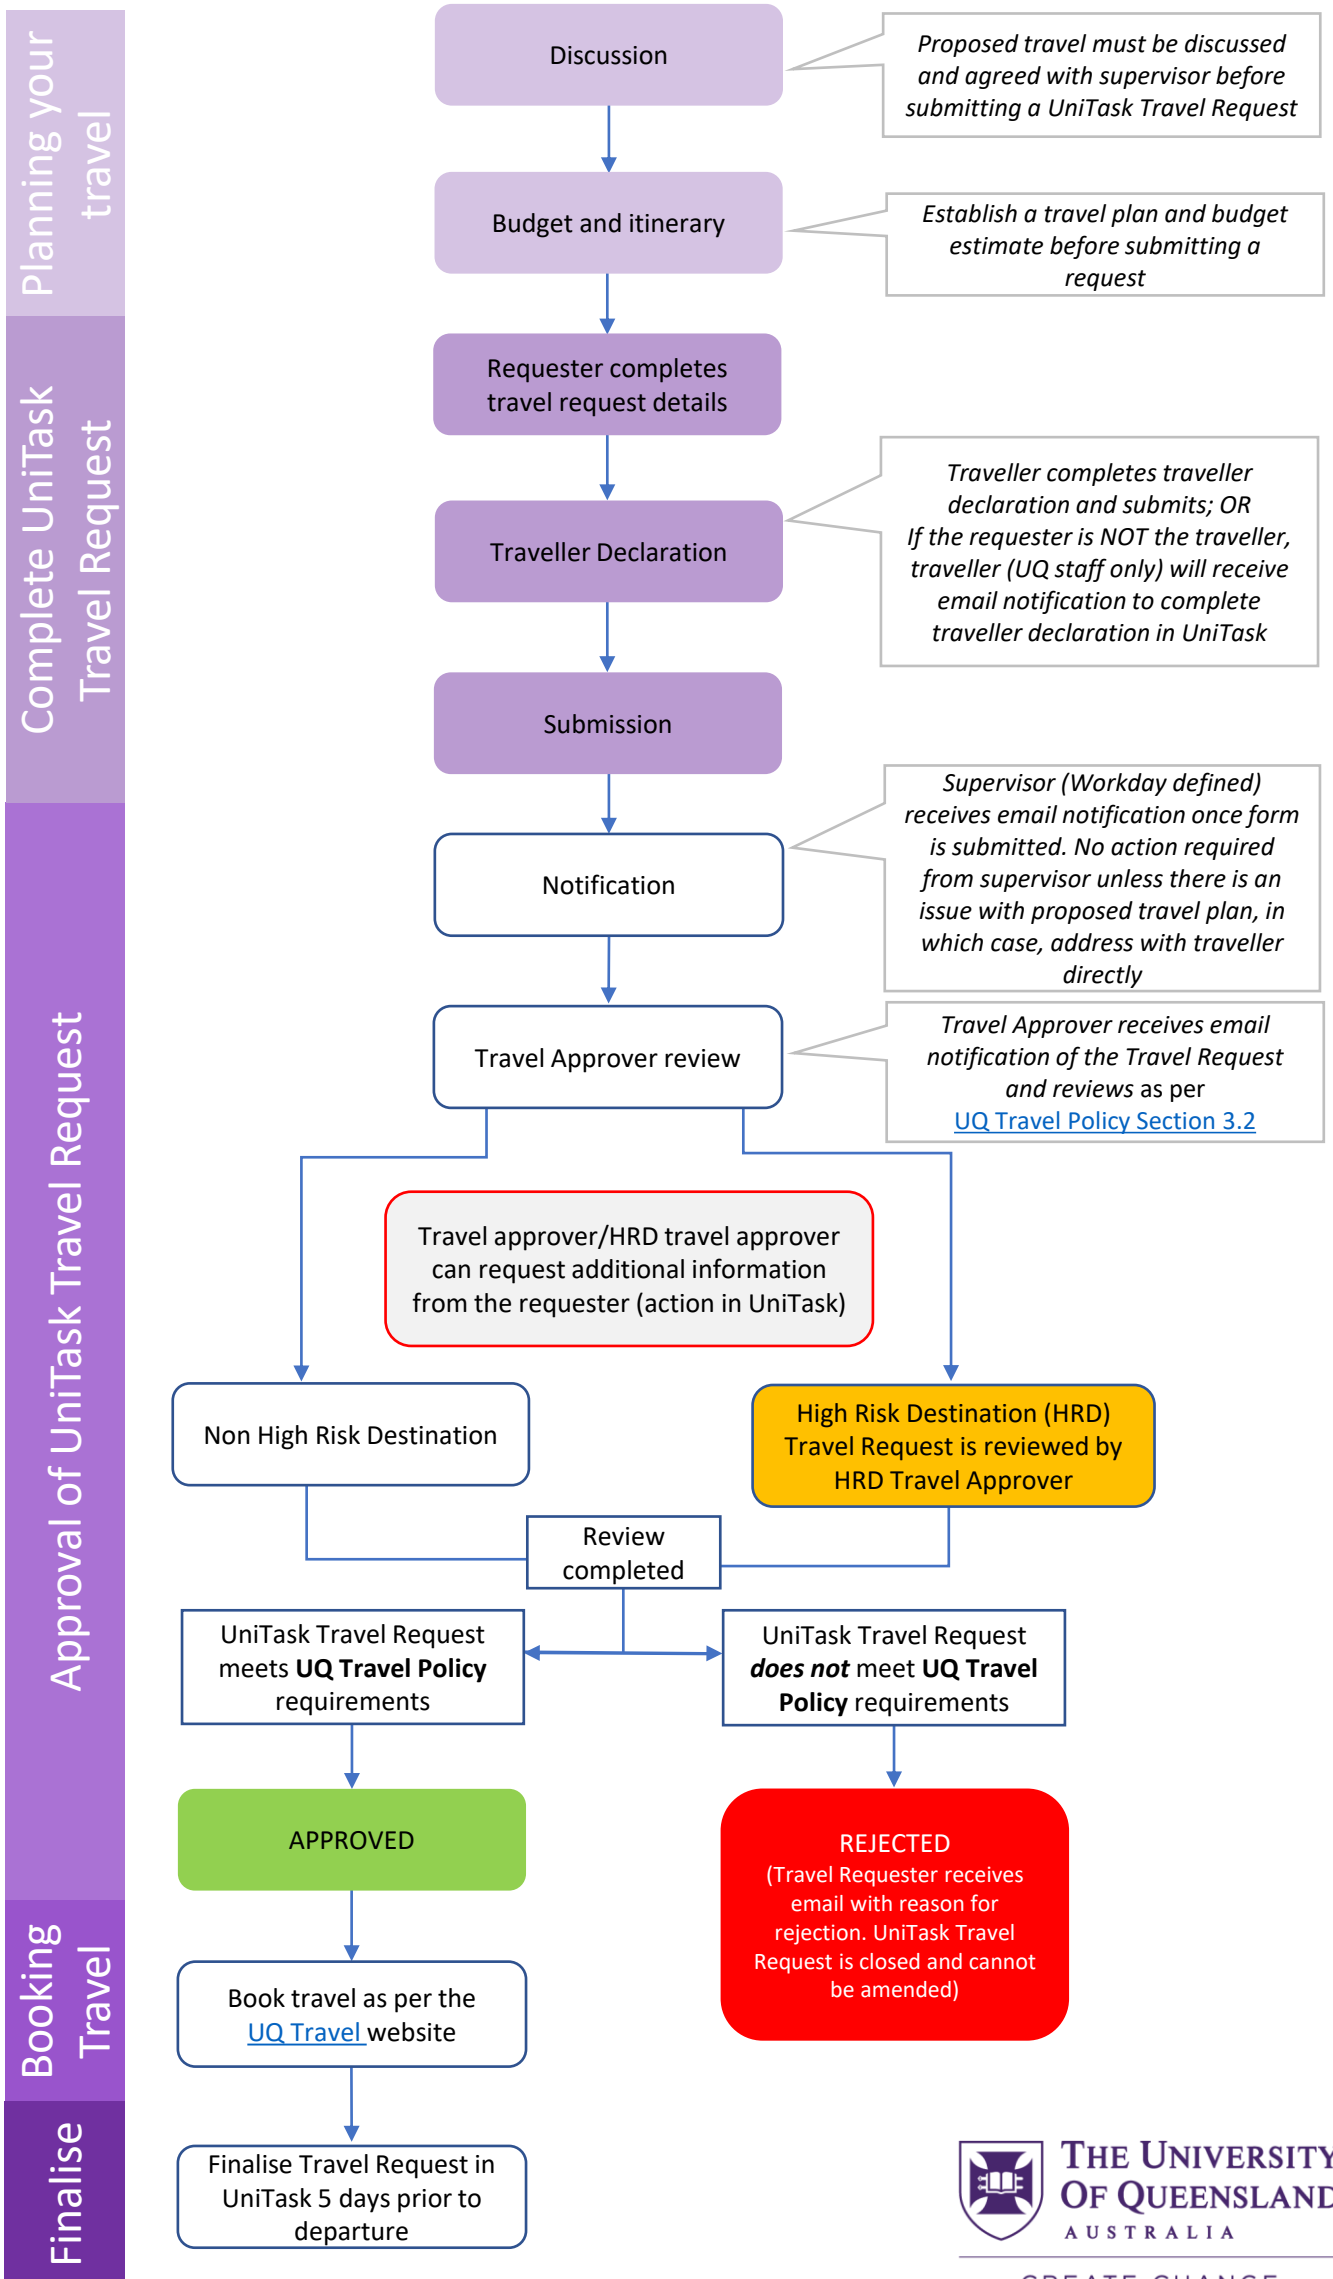 Planning your
travel
Discussion
Proposed travel must be discussed
and agreed with supervisor before
submitting a UniTask Travel Request
Budget and itinerary
Establish a travel plan and budget
estimate before submitting a
request
Complete UniTask
Travel Request
Requester completes
travel request details
Traveller Declaration
Traveller completes traveller
declaration and submits; OR
If the requester is NOT the traveller,
traveller (UQ staff only) will receive
email notification to complete
traveller declaration in UniTask
Submission
Approval of UniTask Travel Request
Notification
Supervisor (Workday defined)
receives email notification once form
is submitted. No action required
from supervisor unless there is an
issue with proposed travel plan, in
which case, address with traveller
directly
Travel Approver review
Travel Approver receives email
notification of the Travel Request
and reviews as per
UQ Travel Policy Section 3.2
Travel approver/HRD travel approver
can request additional information
from the requester (action in UniTask)
Non High Risk Destination
High Risk Destination (HRD)
Travel Request is reviewed by
HRD Travel Approver
Review
completed
UniTask Travel Request
meets UQ Travel Policy
requirements
UniTask Travel Request
does not meet UQ Travel
Policy requirements
APPROVED
REJECTED
(Travel Requester receives
email with reason for
rejection. UniTask Travel
Request is closed and cannot
be amended)
Booking
Travel
Book travel as per the
UQ Travel website
Finalise
Finalise Travel Request in
UniTask 5 days prior to
departure
THE UNIVERSITY
OF QUEENSLAND
AUSTRALIA
CREATE CHANGE